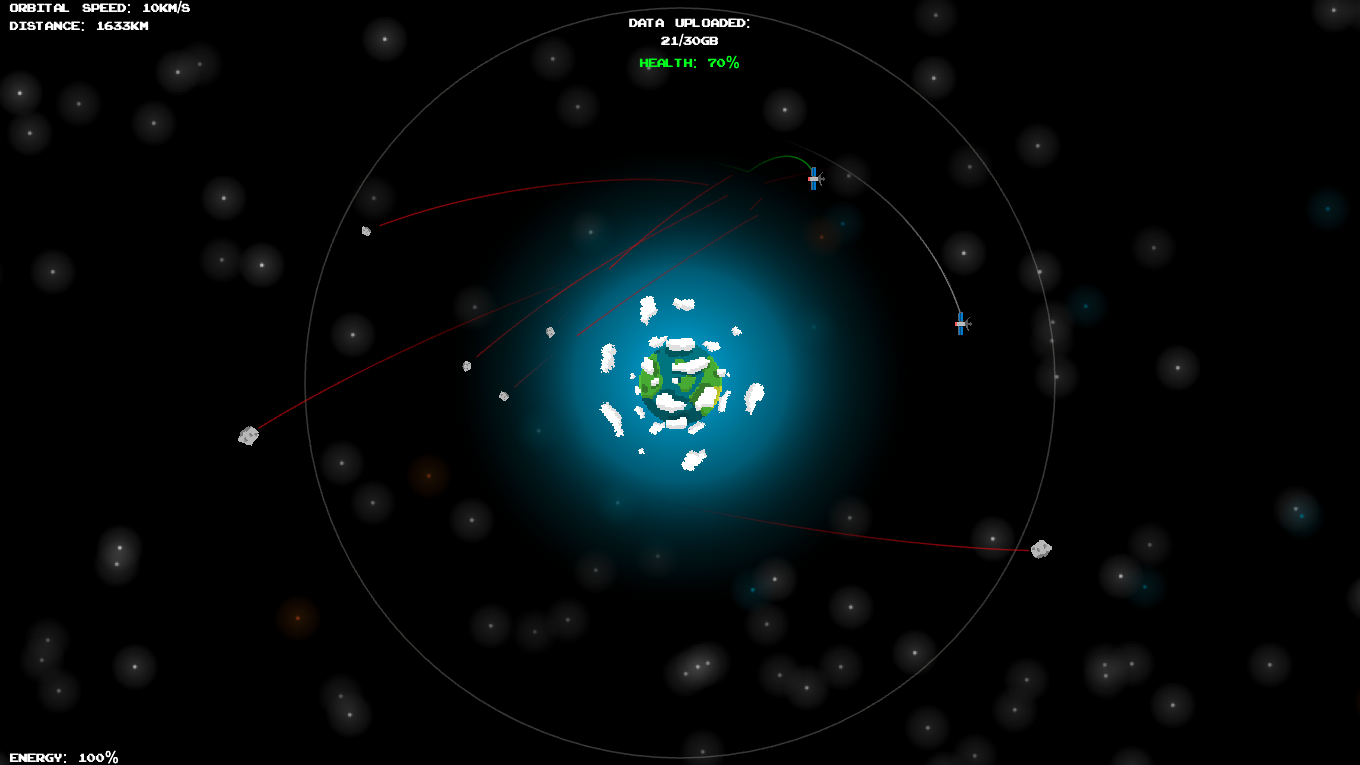 ORBITAL SPEED: 10KM/S
DISTANCE: 1633KM
DATA UPLOADED:
21/30GB
HEALTH: 70%
ENERGY: 100%